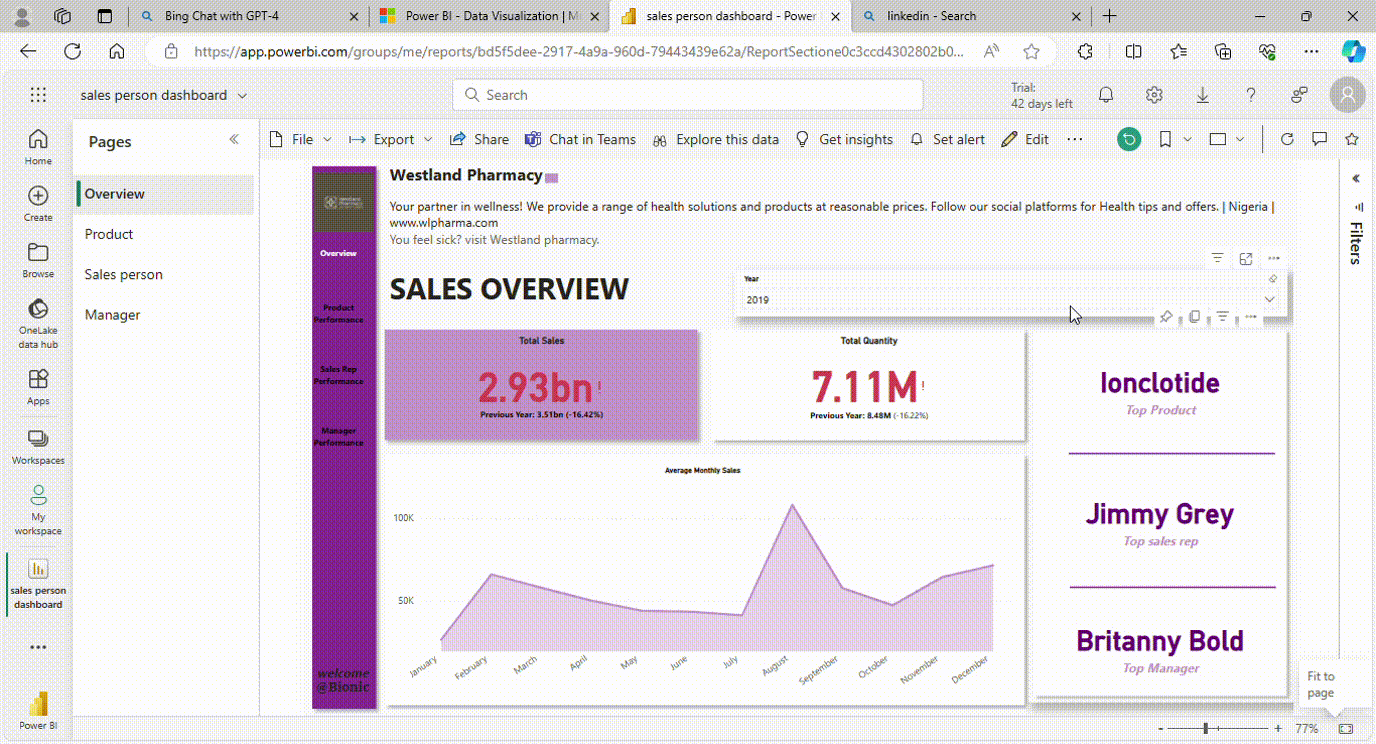 Bing Chat with GPT-4
Power BI - Data Visualization | M
sales person dashboard - Power
linkedin - Search
https://app.powerbi.com/groups/me/reports/bd5f5dee-2917-4a9a-960d-79443439e62a/ReportSectione0c3ccd4302802b0...
sales person dashboard
Search
Trial:
42 days left
Home
Create
Browse
OneLake
data hub
Apps
Workspaces
My
workspace
sales person
dashboard
Power BI
Pages
Overview
Product
Sales person
Manager
File
Export
Share
Chat in Teams
Explore this data
Get insights
Set alert
Edit
Filters
Westland
Pharmacy
Overview
Product
Performance
Sales Rep
Performance
Manager
Performance
welcome
@Bionic
Westland Pharmacy
Your partner in wellness! We provide a range of health solutions and products at reasonable prices. Follow our social platforms for Health tips and offers. | Nigeria |
www.wlpharma.com
You feel sick? visit Westland pharmacy.
SALES OVERVIEW
Year
2019
Total Sales
2.93bn!
Previous Year: 3.51bn (-16.42%)
Total Quantity
7.11M!
Previous Year: 8.48M (-16.22%)
Average Monthly Sales
100K
50K
January
February
March
April
May
June
July
August
September
October
November
December
Ionclotide
Top Product
Jimmy Grey
Top sales rep
Britanny Bold
Top Manager
Fit to
page
- + 77%